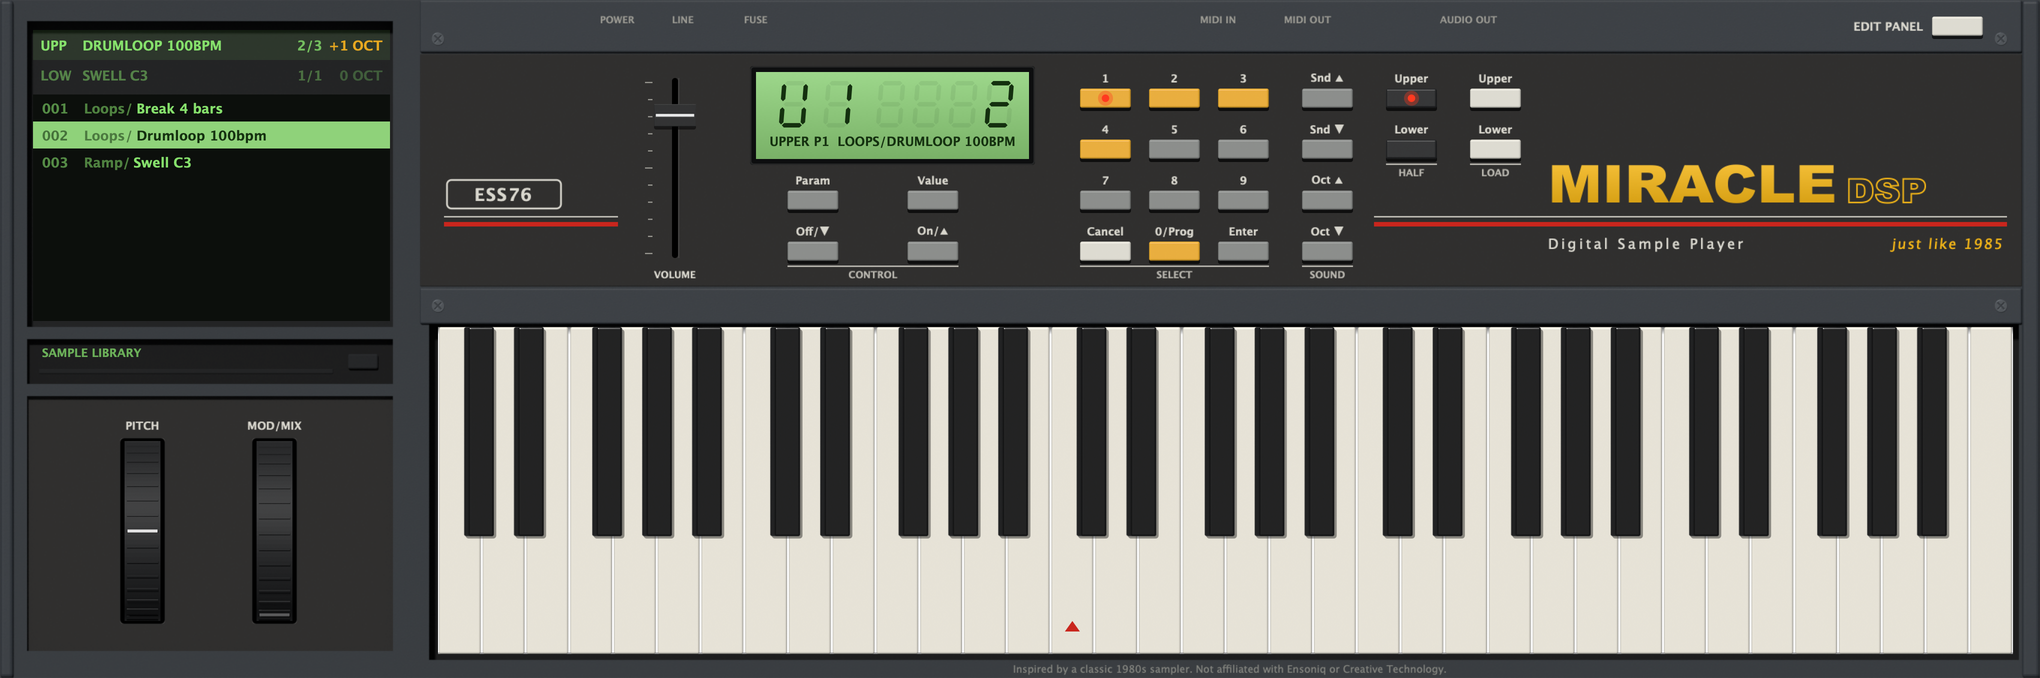 UPP DRUMLOOP 100BPM 2/3 +1 OCT
LOW SWELL C3 1/1 0 OCT
001 Loops/ Break 4 bars
002 Loops/ Drumloop 100bpm
003 Ramp/ Swell C3
SAMPLE LIBRARY
PITCH MOD/MIX
POWER LINE FUSE MIDI IN MIDI OUT AUDIO OUT
EDIT PANEL
ESS76
VOLUME
U1 2
UPPER P1 LOOPS/DRUMLOOP 100BPM
Param Value
Off/▼ On/▲
CONTROL
1 2 3
4 5 6
7 8 9
Cancel 0/Prog Enter
SELECT
Snd ▲
Snd ▼
Oct ▲
Oct ▼
SOUND
Upper
Lower
HALF
Upper
Lower
LOAD
MIRACLE DSP
Digital Sample Player just like 1985
Inspired by a classic 1980s sampler. Not affiliated with Ensoniq or Creative Technology.